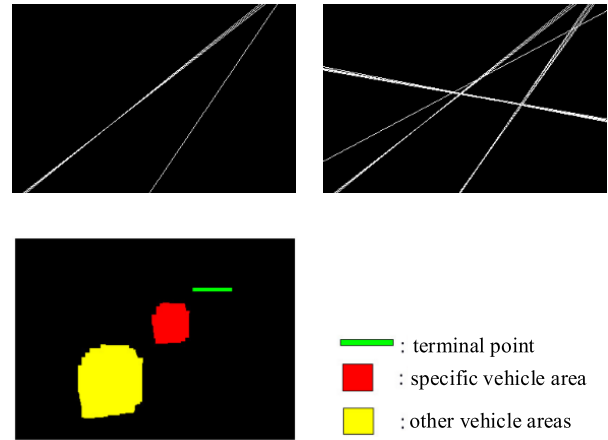 : terminal point
: specific vehicle area
: other vehicle areas